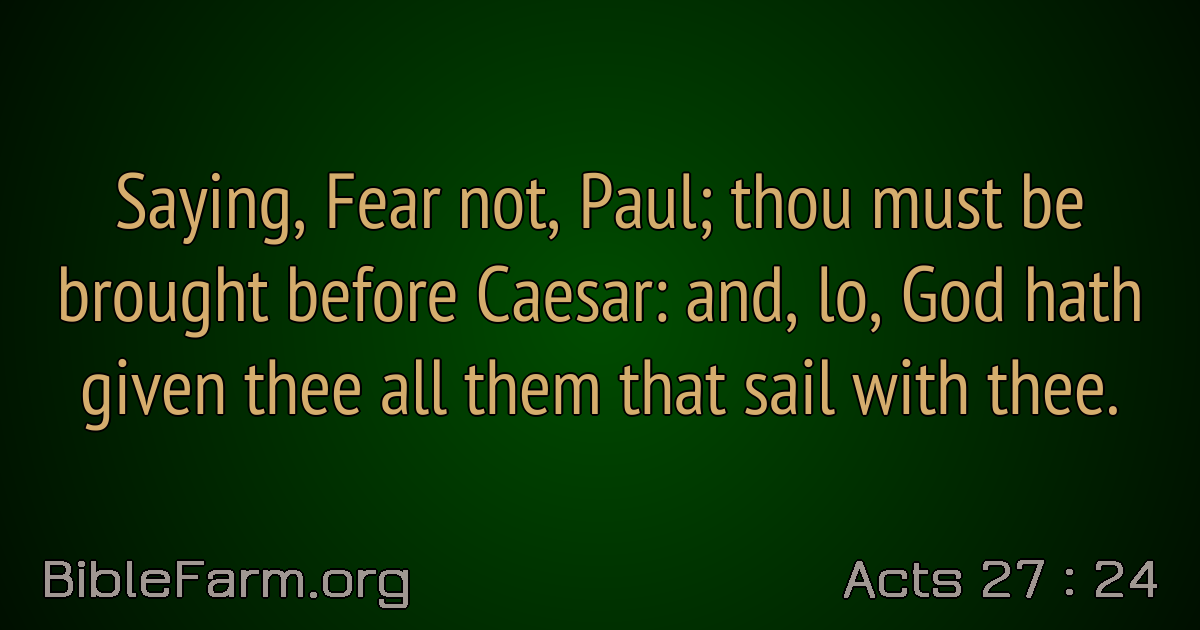 Saying, Fear not, Paul; thou must be
brought before Caesar: and, lo, God hath
given thee all them that sail with thee.
BibleFarm.org
Acts 27 : 24